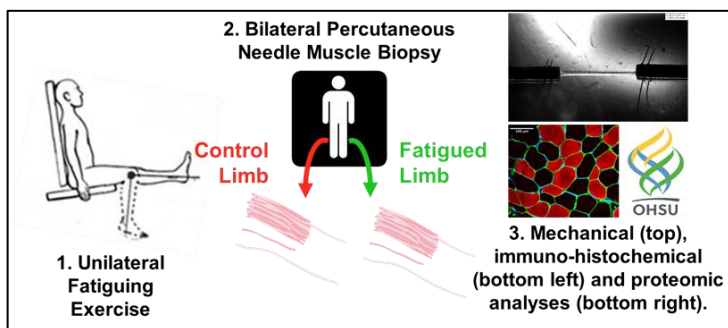 2. Bilateral Percutaneous
Needle Muscle Biopsy
Control
Limb
Fatigued
Limb
1. Unilateral
Fatiguing
Exercise
OHSU
3. Mechanical (top),
immuno-histochemical
(bottom left) and proteomic
analyses (bottom right).